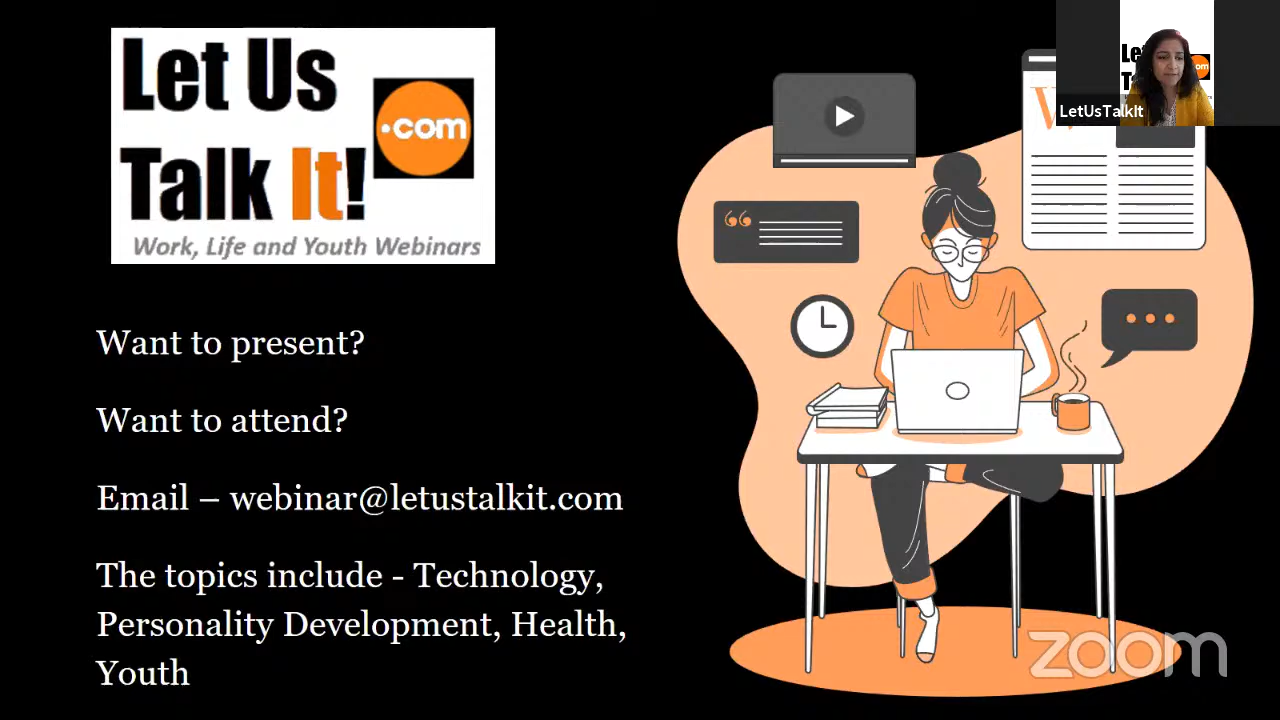 Let Us
Talk It!
.com
Work, Life and Youth Webinars
Want to present?
Want to attend?
Email – webinar@letustalkit.com
The topics include - Technology,
Personality Development, Health,
Youth
LetUsTalkIt
zoom